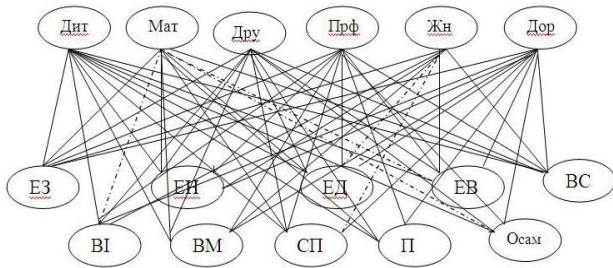 Дит Мат Дру Прф Жн Дор
ЕЗ ЕН ЕД ЕВ ВС
ВІ ВМ СП П Осам